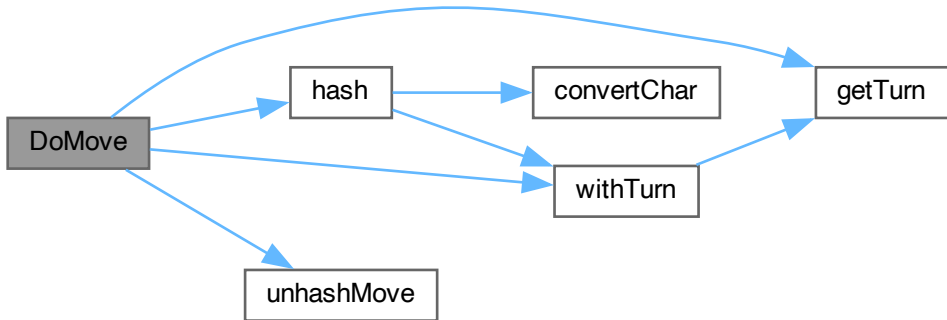 DoMove
hash
convertChar
getTurn
withTurn
unhashMove